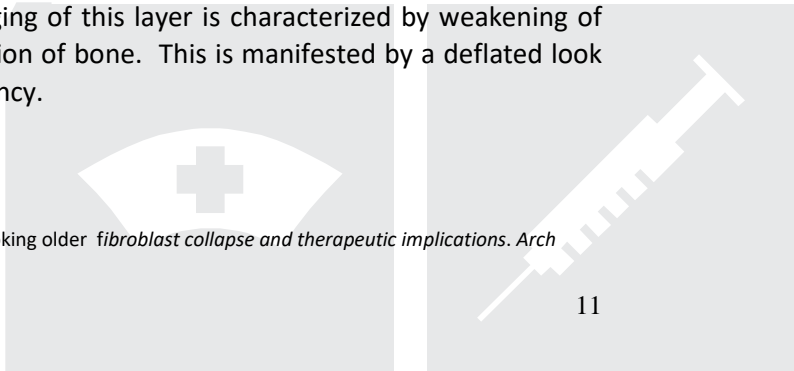 ging of this layer is characterized by weakening of
ion of bone. This is manifested by a deflated look
ncy.
king older fibroblast collapse and therapeutic implications. Arch
11